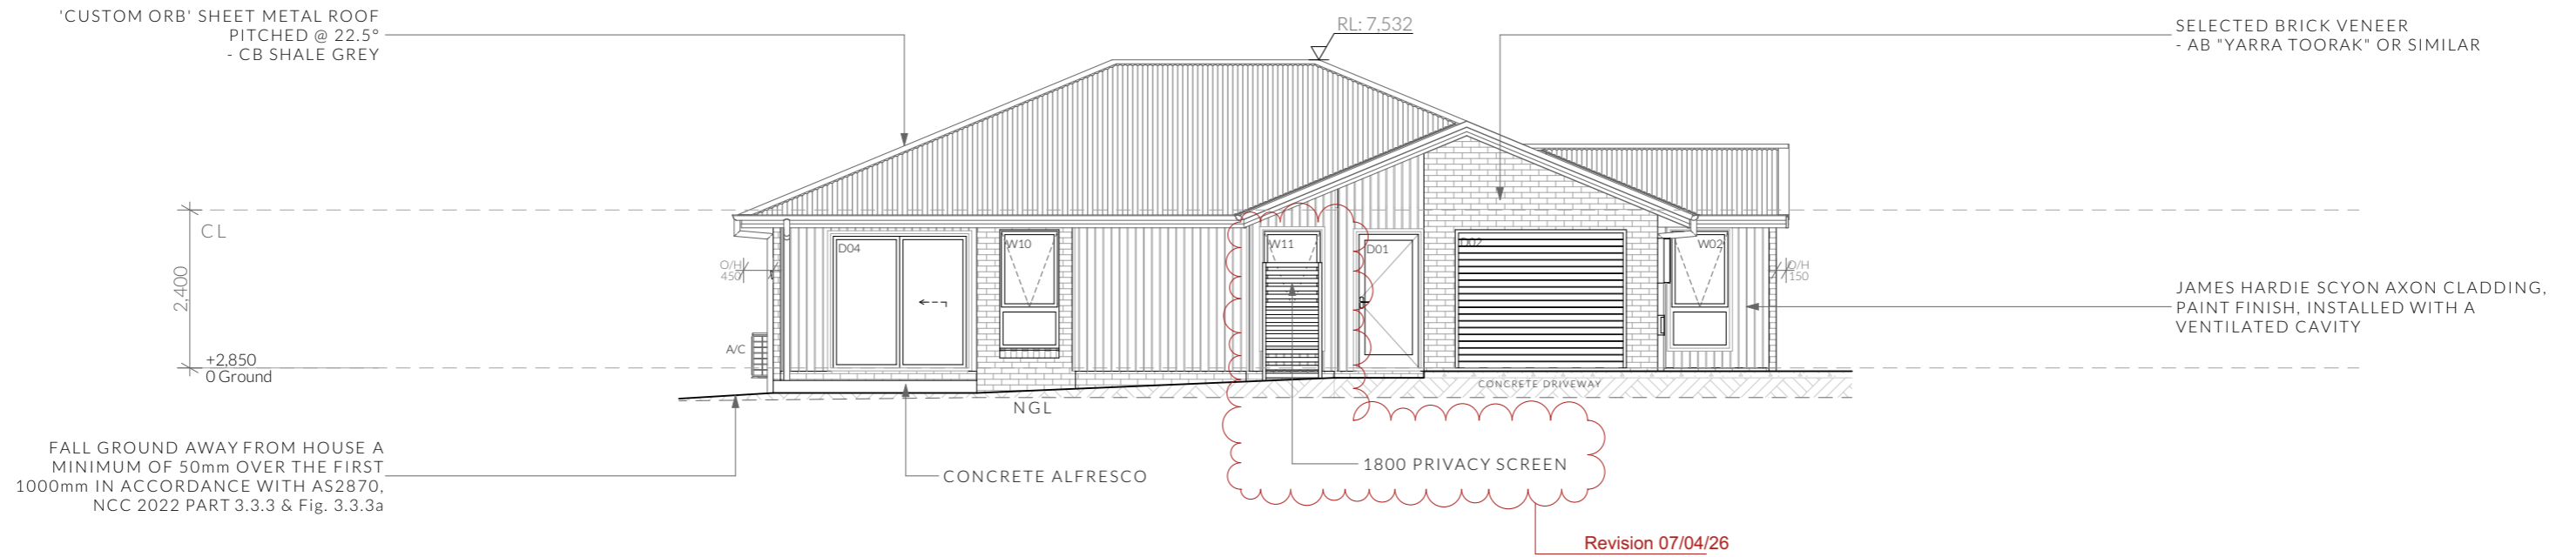 'CUSTOM ORB' SHEET METAL ROOF
PITCHED @ 22.5°
- CB SHALE GREY
RL: 7,532
SELECTED BRICK VENEER
- AB "YARRA TOORAK" OR SIMILAR
CL
2,400
+2,850
0 Ground
O/H
450
A/C
D04
W10
W11
D01
D02
W02
O/H
150
JAMES HARDIE SCYON AXON CLADDING,
PAINT FINISH, INSTALLED WITH A
VENTILATED CAVITY
CONCRETE DRIVEWAY
NGL
FALL GROUND AWAY FROM HOUSE A
MINIMUM OF 50mm OVER THE FIRST
1000mm IN ACCORDANCE WITH AS2870,
NCC 2022 PART 3.3.3 & Fig. 3.3.3a
CONCRETE ALFRESCO
1800 PRIVACY SCREEN
Revision 07/04/26